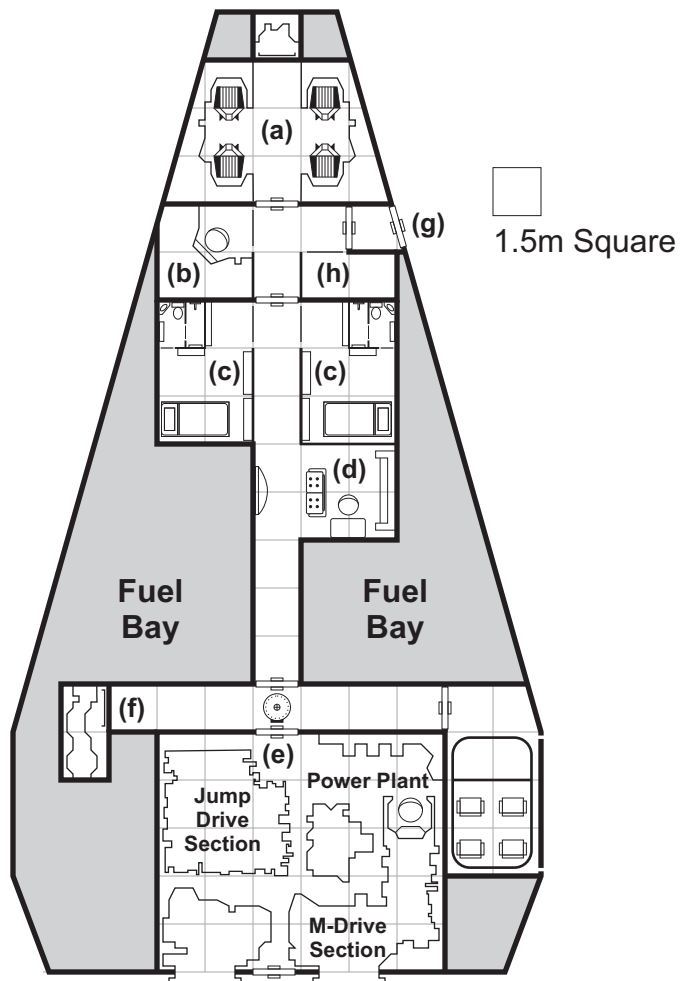 (a)
(g)
1.5m Square
(b)
(h)
(c)
(c)
(d)
Fuel
Bay
Fuel
Bay
(f)
(e)
Power Plant
Jump
Drive
Section
M-Drive
Section